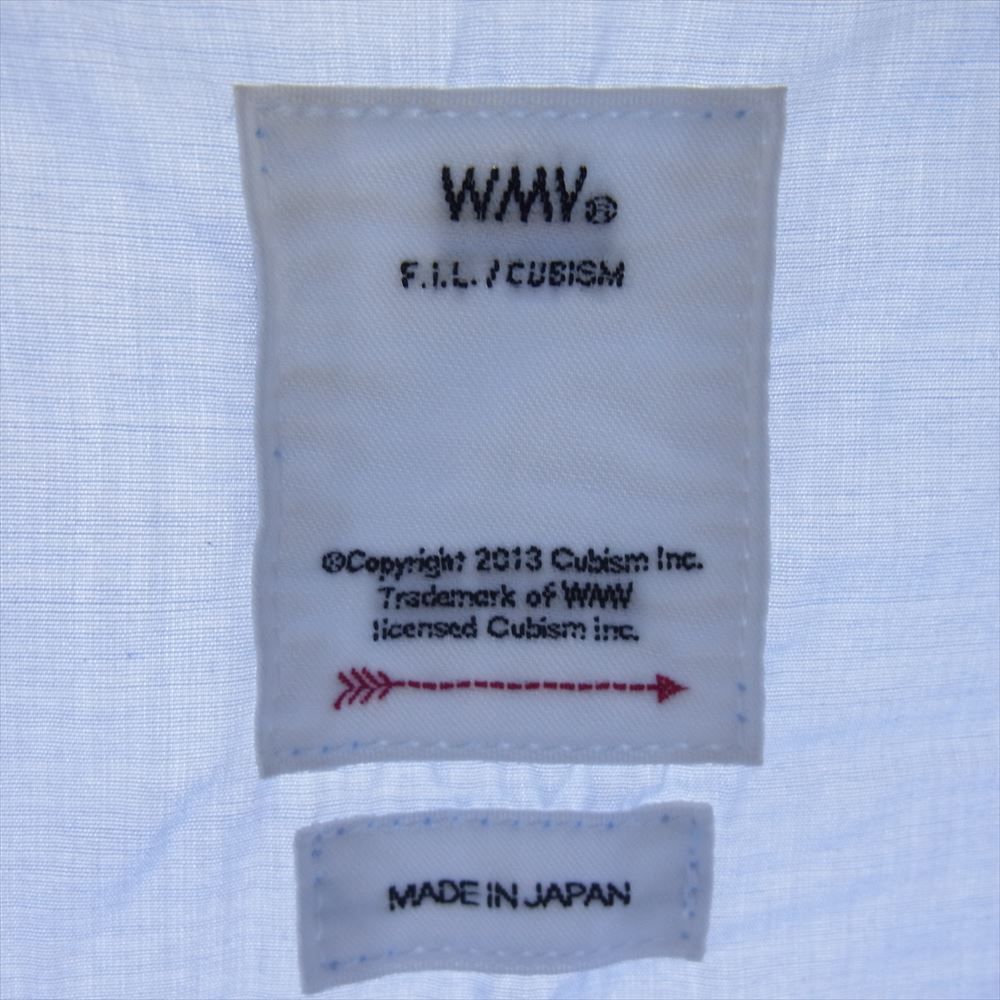 WMV®
F.I.L. / CUBISM
©Copyright 2013 Cubism Inc.
Trademark of WMV
licensed Cubism Inc.
MADE IN JAPAN